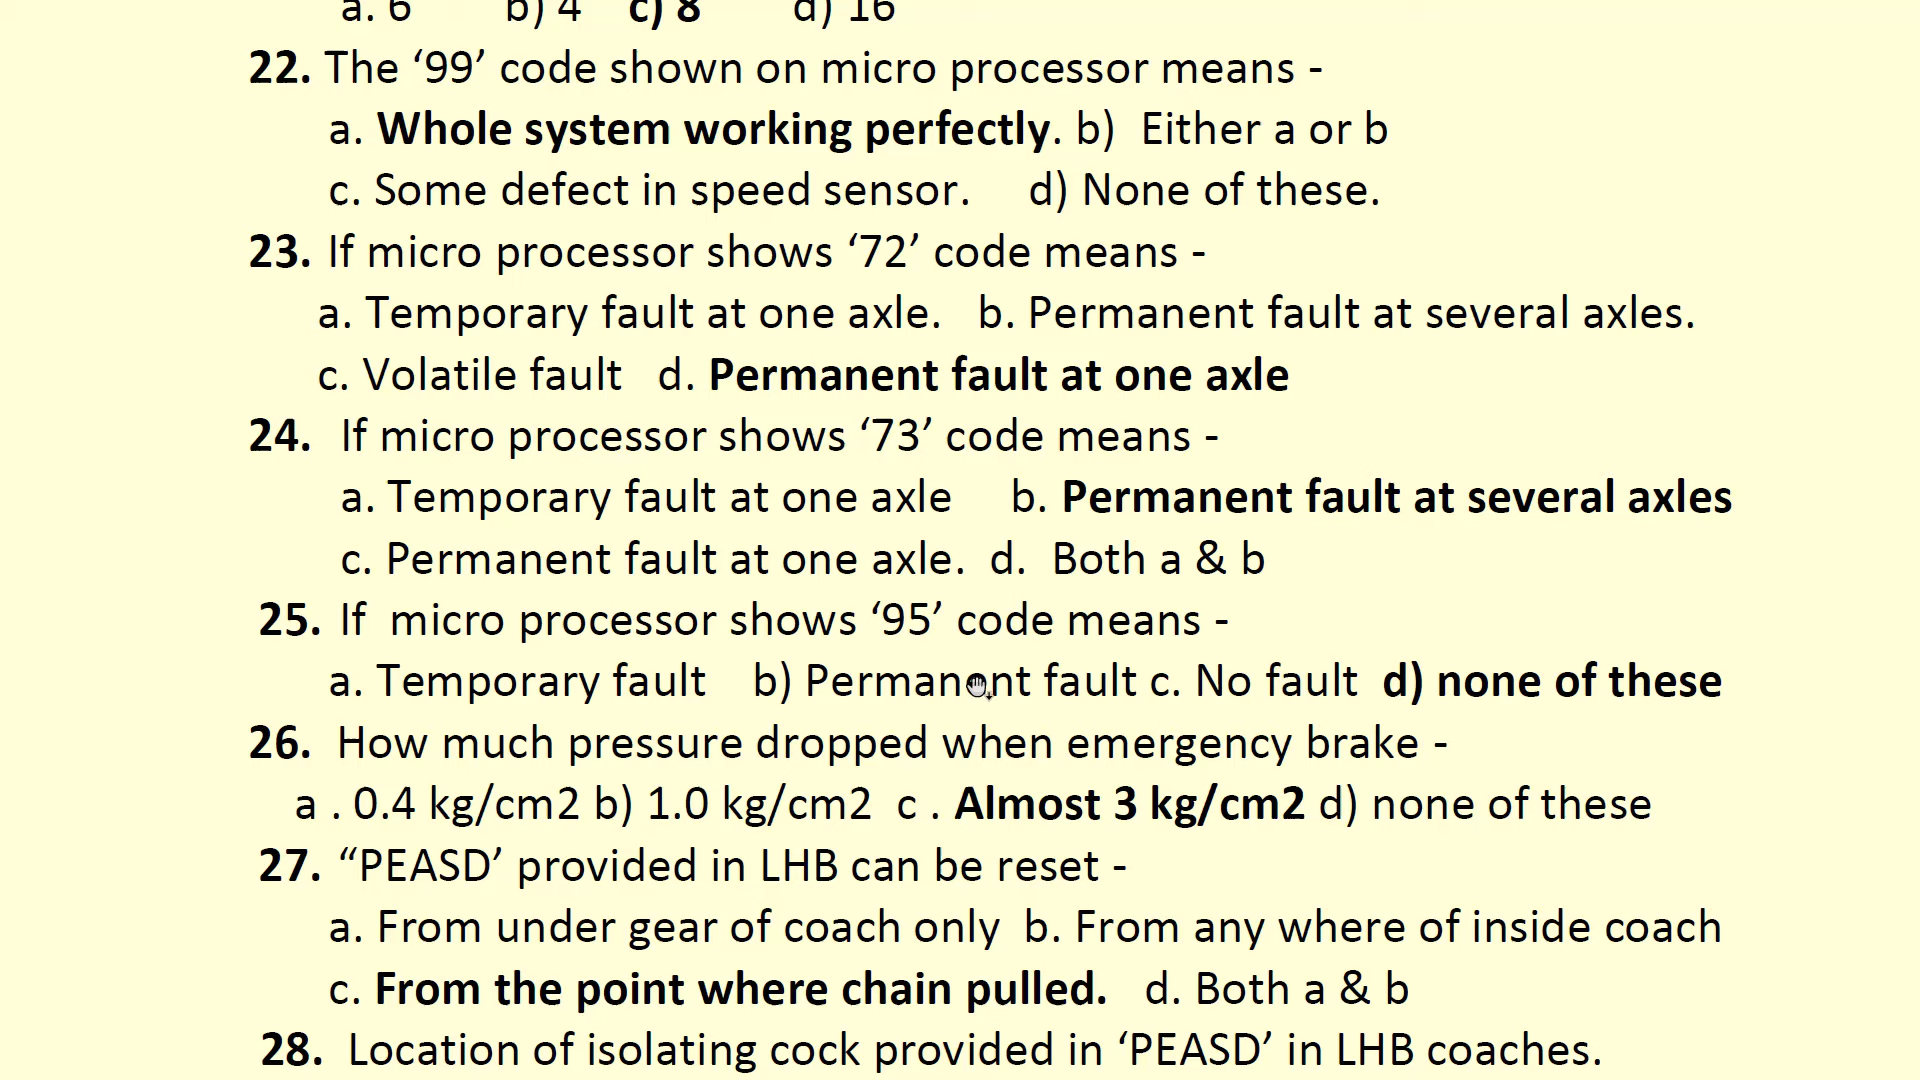 a. 6 b) 4 c) 8 d) 16
22. The ‘99’ code shown on micro processor means -
a. Whole system working perfectly. b) Either a or b
c. Some defect in speed sensor. d) None of these.
23. If micro processor shows ‘72’ code means -
a. Temporary fault at one axle. b. Permanent fault at several axles.
c. Volatile fault d. Permanent fault at one axle
24. If micro processor shows ‘73’ code means -
a. Temporary fault at one axle b. Permanent fault at several axles
c. Permanent fault at one axle. d. Both a & b
25. If micro processor shows ‘95’ code means -
a. Temporary fault b) Permanent fault c. No fault d) none of these
26. How much pressure dropped when emergency brake -
a . 0.4 kg/cm2 b) 1.0 kg/cm2 c . Almost 3 kg/cm2 d) none of these
27. “PEASD’ provided in LHB can be reset -
a. From under gear of coach only b. From any where of inside coach
c. From the point where chain pulled. d. Both a & b
28. Location of isolating cock provided in ‘PEASD’ in LHB coaches.